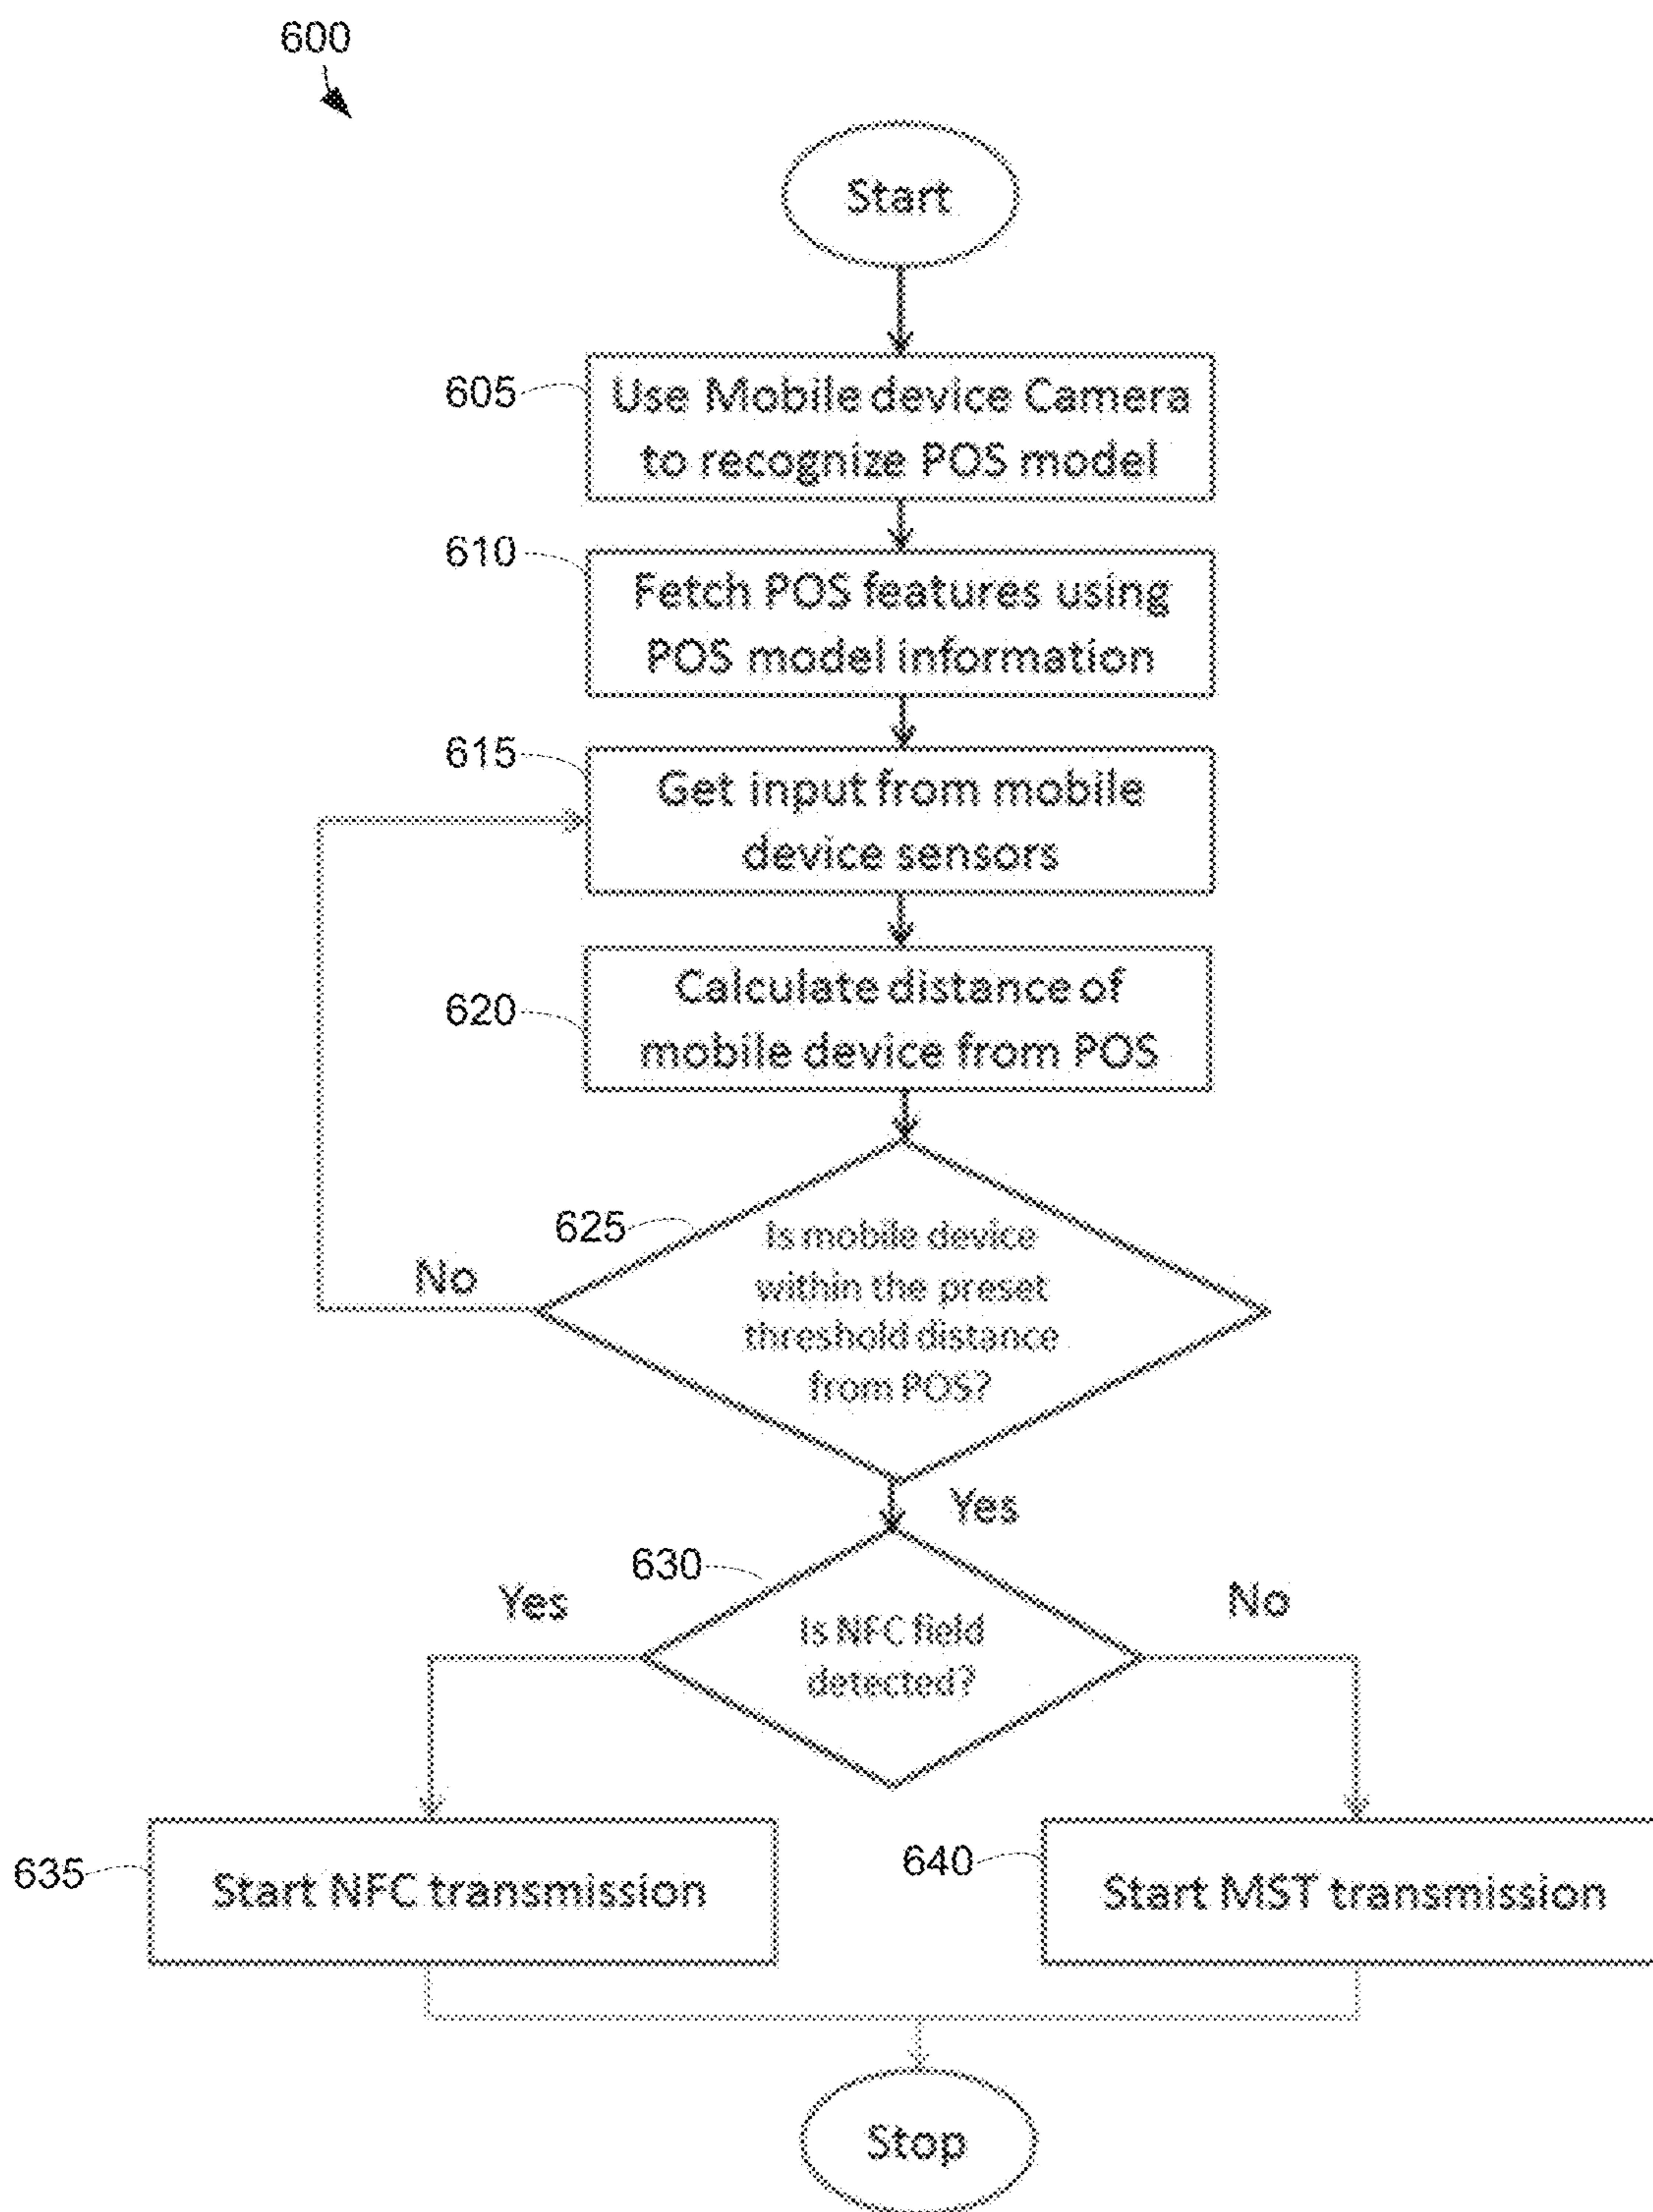 600
Start
605
Use Mobile device Camera
to recognize POS model
610
Fetch POS features using
POS model information
615
Get input from mobile
device sensors
620
Calculate distance of
mobile device from POS
625
Is mobile device
within the preset
threshold distance
from POS?
No
Yes
630
Is NFC field
detected?
Yes
No
635
Start NFC transmission
640
Start MST transmission
Stop